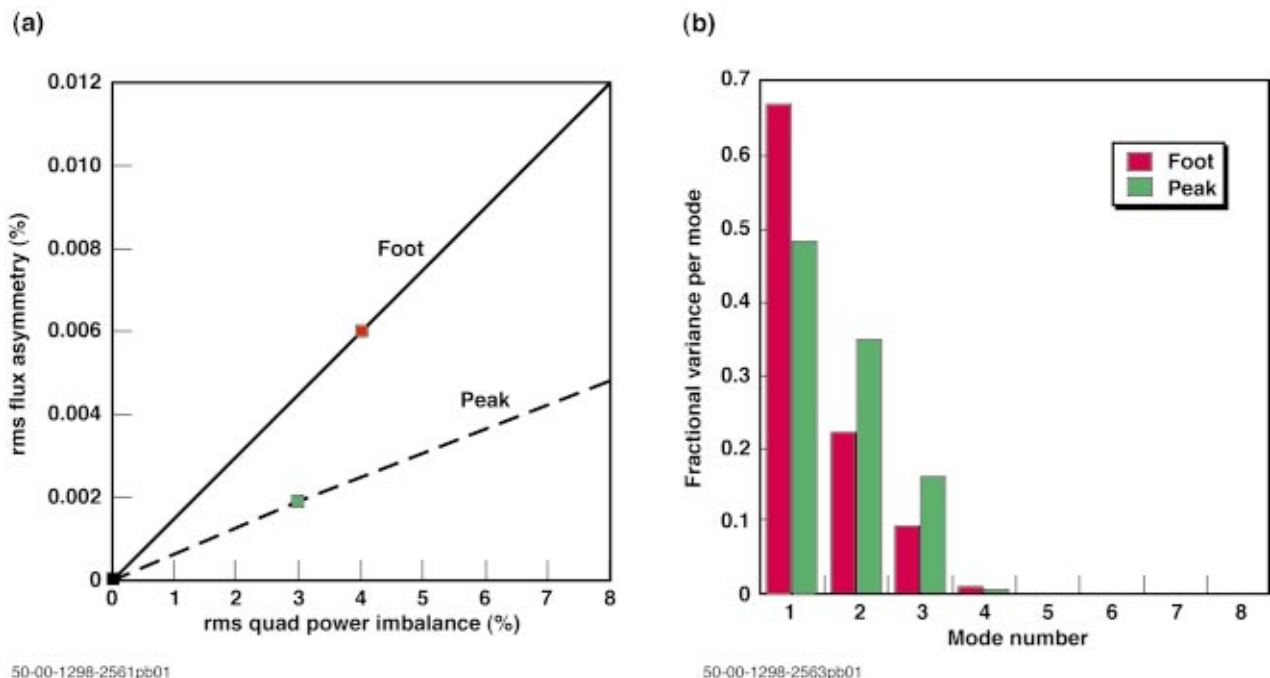 (a)
rms flux asymmetry (%)
0.012
0.010
0.008
0.006
0.004
0.002
0
Foot
Peak
0 1 2 3 4 5 6 7 8
rms quad power imbalance (%)
50-00-1298-2561pb01
(b)
Fractional variance per mode
0.7
0.6
0.5
0.4
0.3
0.2
0.1
0
Foot
Peak
1 2 3 4 5 6 7 8
Mode number
50-00-1298-2563pb01